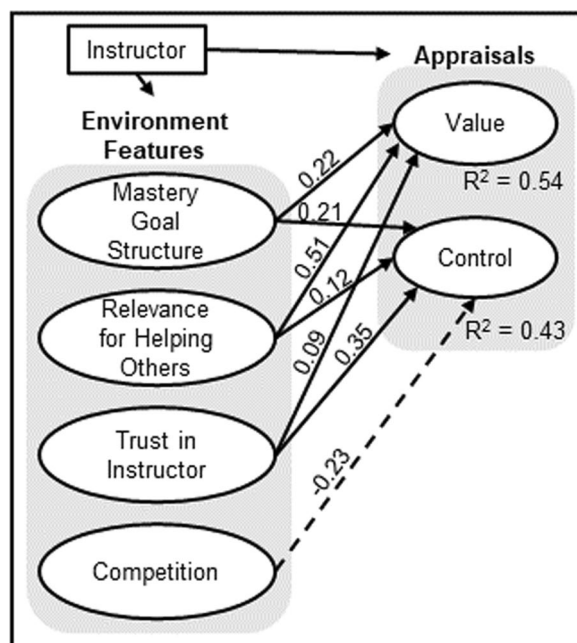 Instructor
Appraisals
Environment
Features
Value
R² = 0.54
Mastery
Goal
Structure
0.22
0.21
Control
R² = 0.43
Relevance
for Helping
Others
0.51
0.12
Trust in
Instructor
0.09
0.35
Competition
-0.23